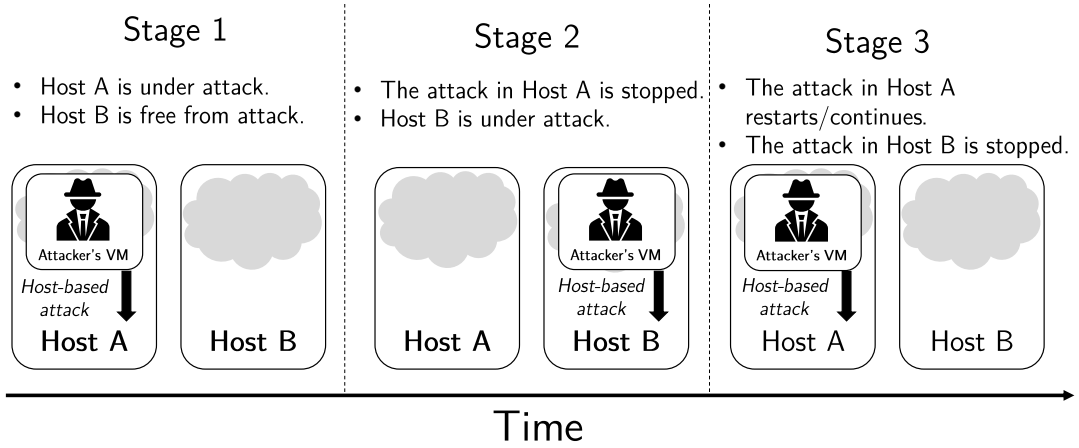 Stage 1
• Host A is under attack.
• Host B is free from attack.
Attacker's VM
Host-based
attack
Host A
Host B
Stage 2
• The attack in Host A is stopped.
• Host B is under attack.
Host A
Attacker's VM
Host-based
attack
Host B
Stage 3
• The attack in Host A
restarts/continues.
• The attack in Host B is stopped.
Attacker's VM
Host-based
attack
Host A
Host B
Time